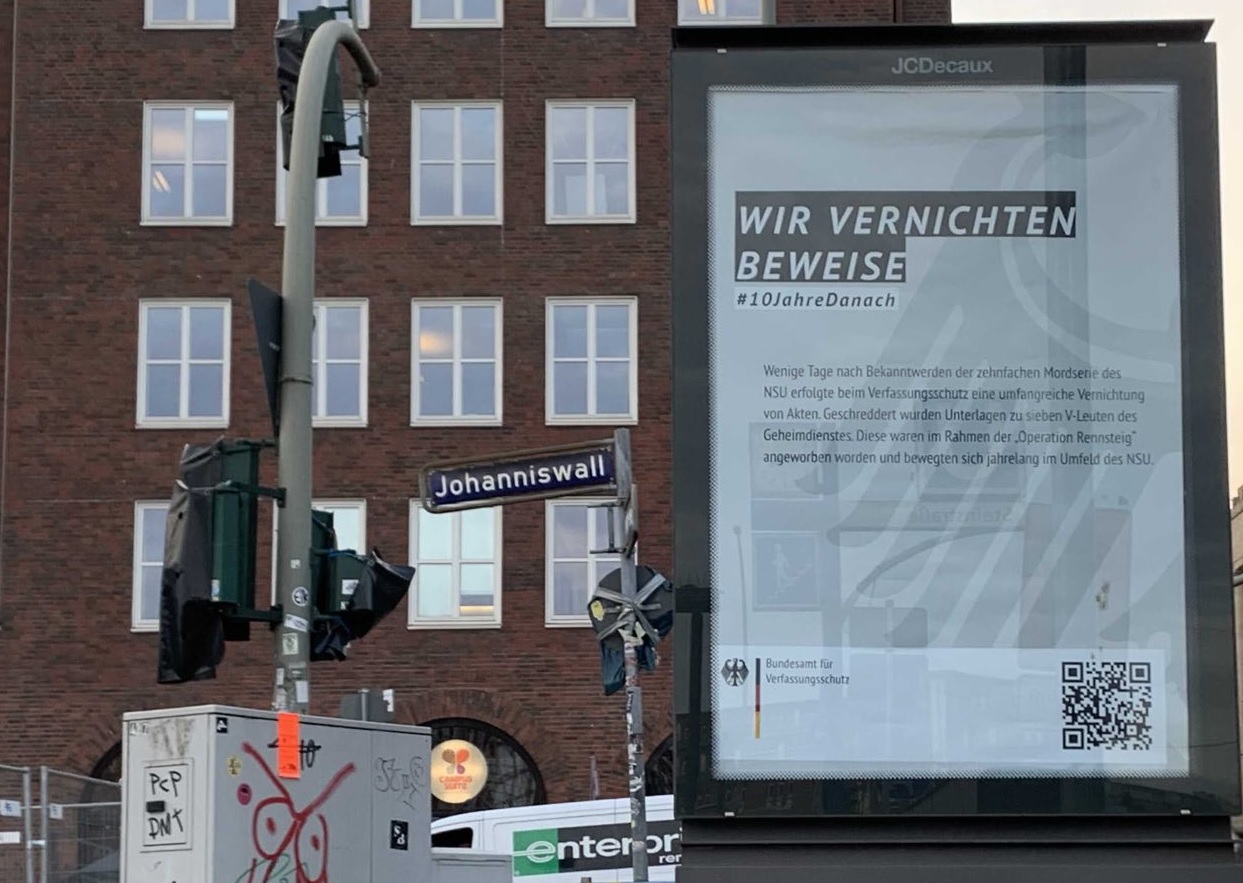 JCDecaux
WIR VERNICHTEN
BEWEISE
#10JahreDanach
Wenige Tage nach Bekanntwerden der zehnfachen Mordserie des
NSU erfolgte beim Verfassungsschutz eine umfangreiche Vernichtung
von Akten. Geschreddert wurden Unterlagen zu sieben V-Leuten des
Geheimdienstes. Diese waren im Rahmen der „Operation Rennsteig"
angeworben worden und bewegten sich jahrelang im Umfeld des NSU.
Bundesamt für
Verfassungsschutz
Johanniswall
CAMPUS
SUITE
PCP
DMT
enterpr
ren